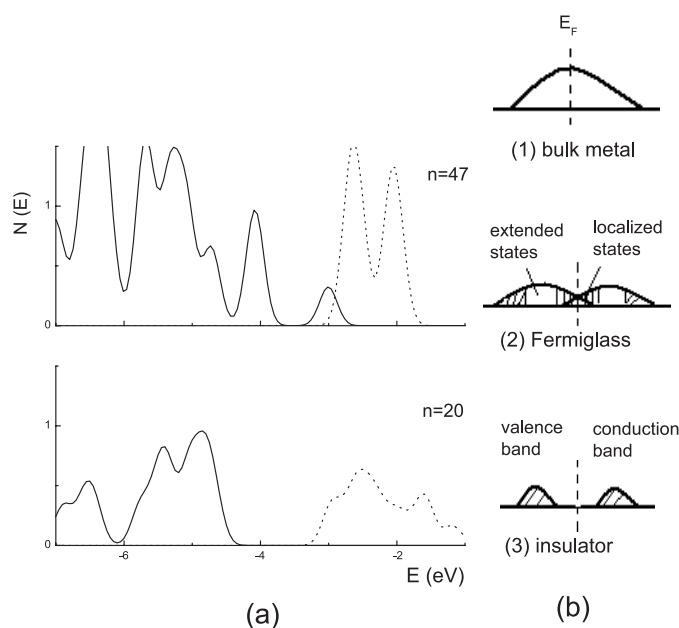 E_F
(1) bulk metal
N (E)
1
0
n=47
extended
states
localized
states
(2) Fermiglass
1
0
n=20
valence
band
conduction
band
-6
-4
-2
E (eV)
(3) insulator
(a)
(b)